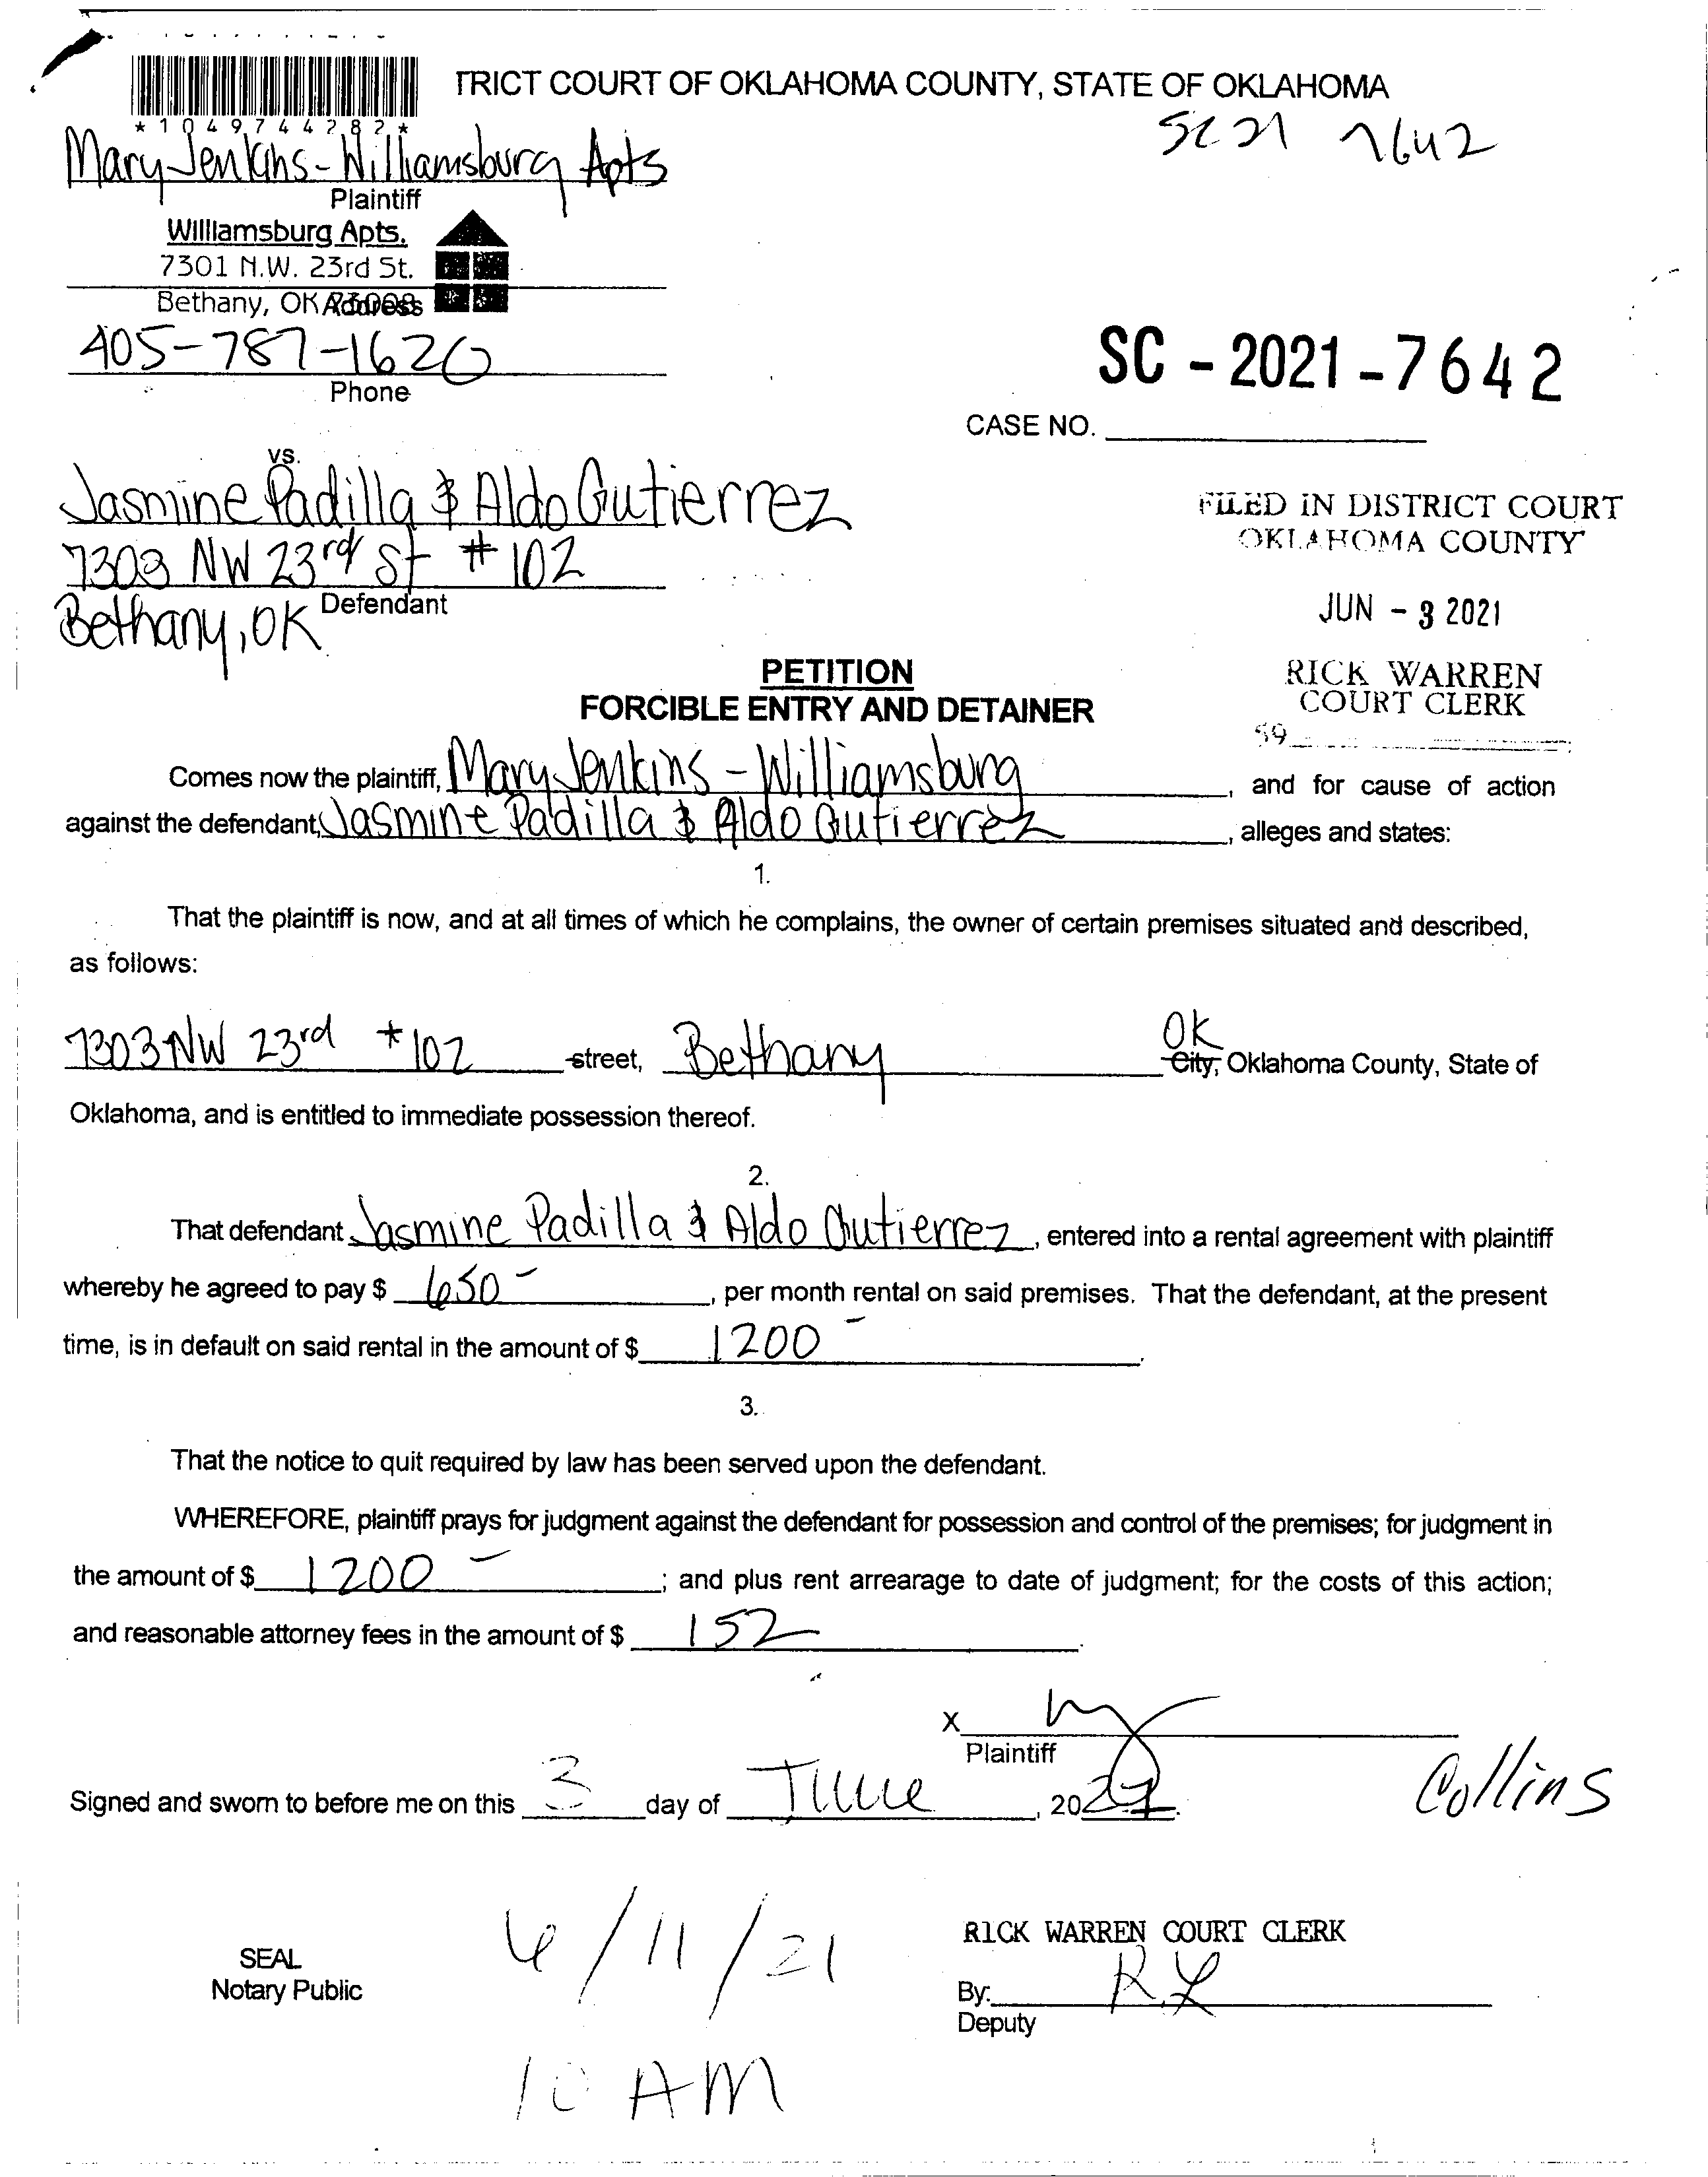 TRICT COURT OF OKLAHOMA COUNTY, STATE OF OKLAHOMA
*1049744282*
SC 21 7642
Mary Jenkins - Williamsburg Apts
Plaintiff
Williamsburg Apts.
7301 N.W. 23rd St.
Bethany, OK 73008
Address
405-787-1620
Phone
SC - 2021 - 7642
CASE NO.
vs.
Jasmine Padilla & Aldo Gutierrez
7303 NW 23rd St #102
Defendant
Bethany, OK
FILED IN DISTRICT COURT
OKLAHOMA COUNTY
JUN - 3 2021
RICK WARREN
COURT CLERK
59
PETITION
FORCIBLE ENTRY AND DETAINER
Comes now the plaintiff, Mary Jenkins - Williamsburg, and for cause of action
against the defendant, Jasmine Padilla & Aldo Gutierrez, alleges and states:
1.
That the plaintiff is now, and at all times of which he complains, the owner of certain premises situated and described,
as follows:
7303 NW 23rd #102 street, Bethany OK City, Oklahoma County, State of
Oklahoma, and is entitled to immediate possession thereof.
2.
That defendant Jasmine Padilla & Aldo Gutierrez, entered into a rental agreement with plaintiff
whereby he agreed to pay $ 650-, per month rental on said premises. That the defendant, at the present
time, is in default on said rental in the amount of $ 1200-.
3.
That the notice to quit required by law has been served upon the defendant.
WHEREFORE, plaintiff prays for judgment against the defendant for possession and control of the premises; for judgment in
the amount of $ 1200-; and plus rent arrearage to date of judgment; for the costs of this action;
and reasonable attorney fees in the amount of $ 152.
X
Plaintiff
Collins
Signed and sworn to before me on this 3 day of June, 2021.
6/11/21
RICK WARREN COURT CLERK
SEAL
Notary Public
By: R.L
Deputy
10 AM